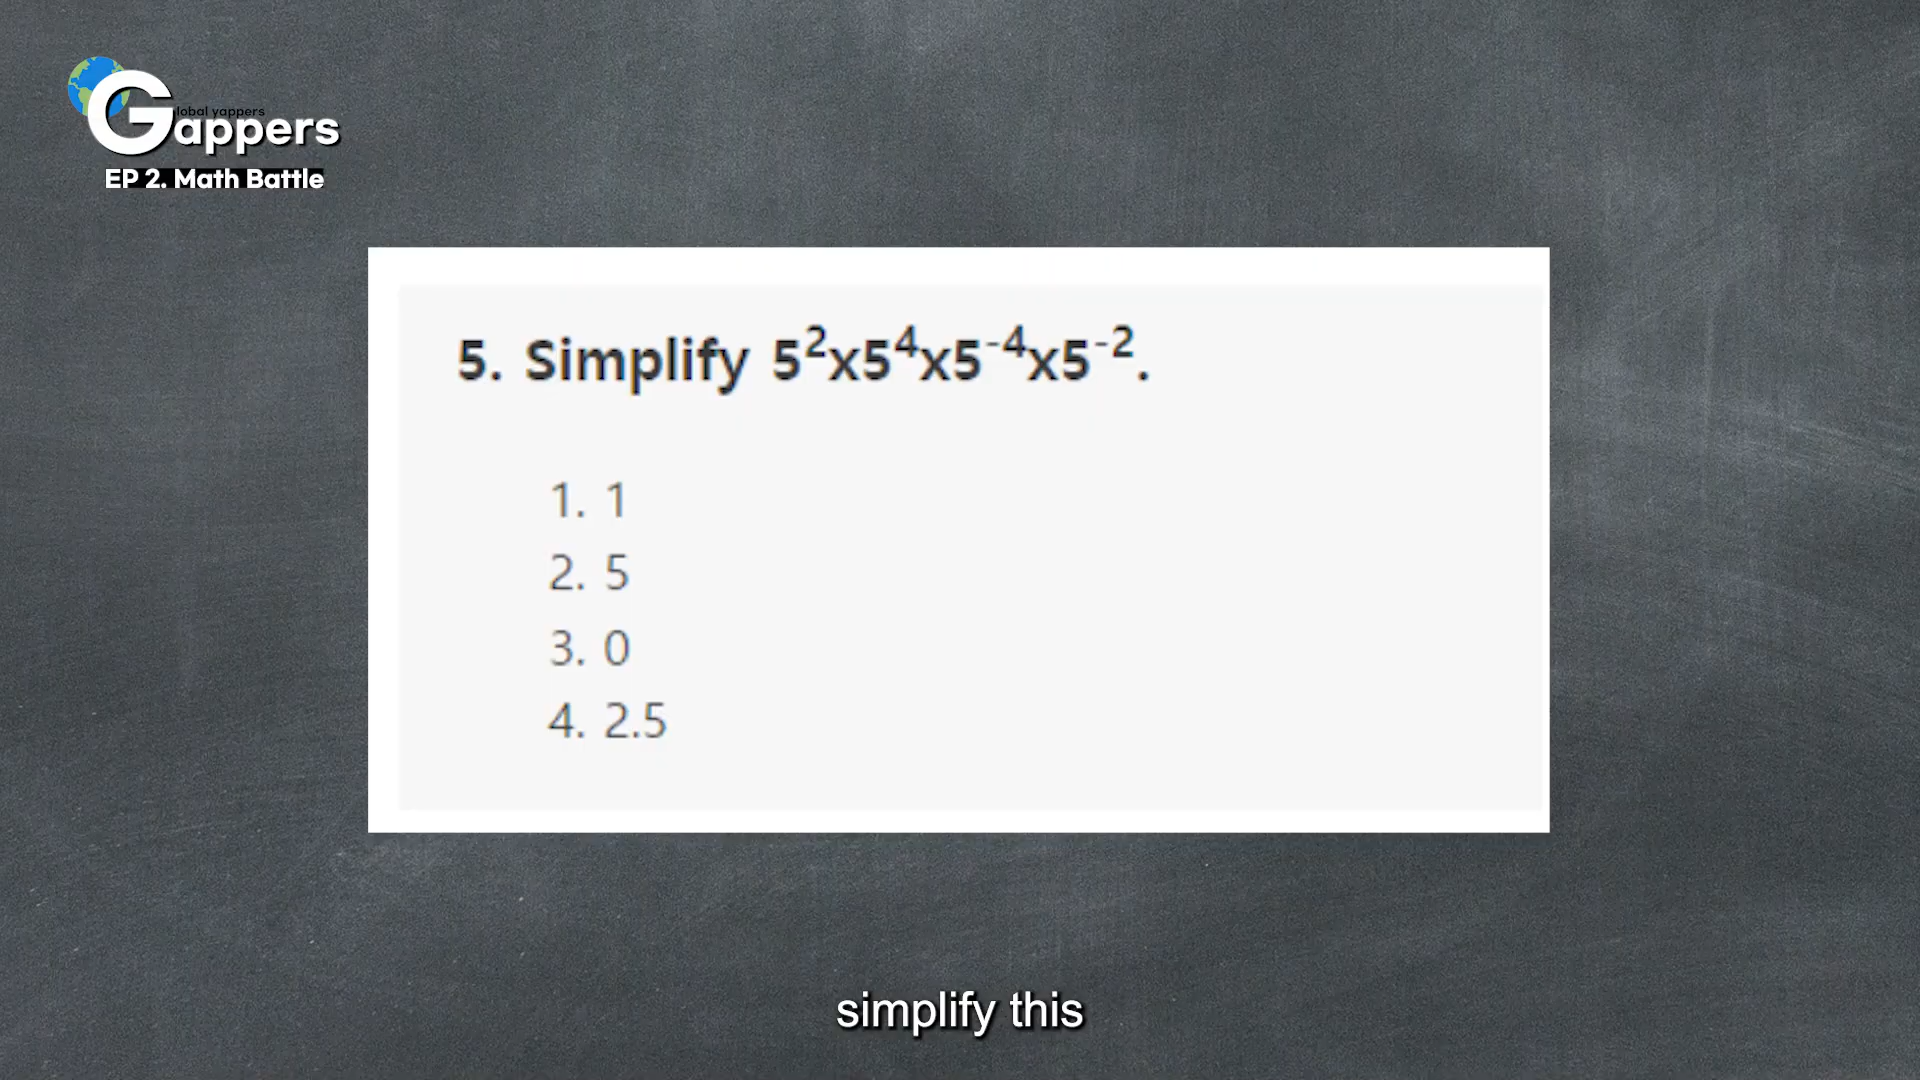 Global yappers
Gappers
EP 2. Math Battle
5. Simplify 5²x5⁴x5⁻⁴x5⁻².
1. 1
2. 5
3. 0
4. 2.5
simplify this